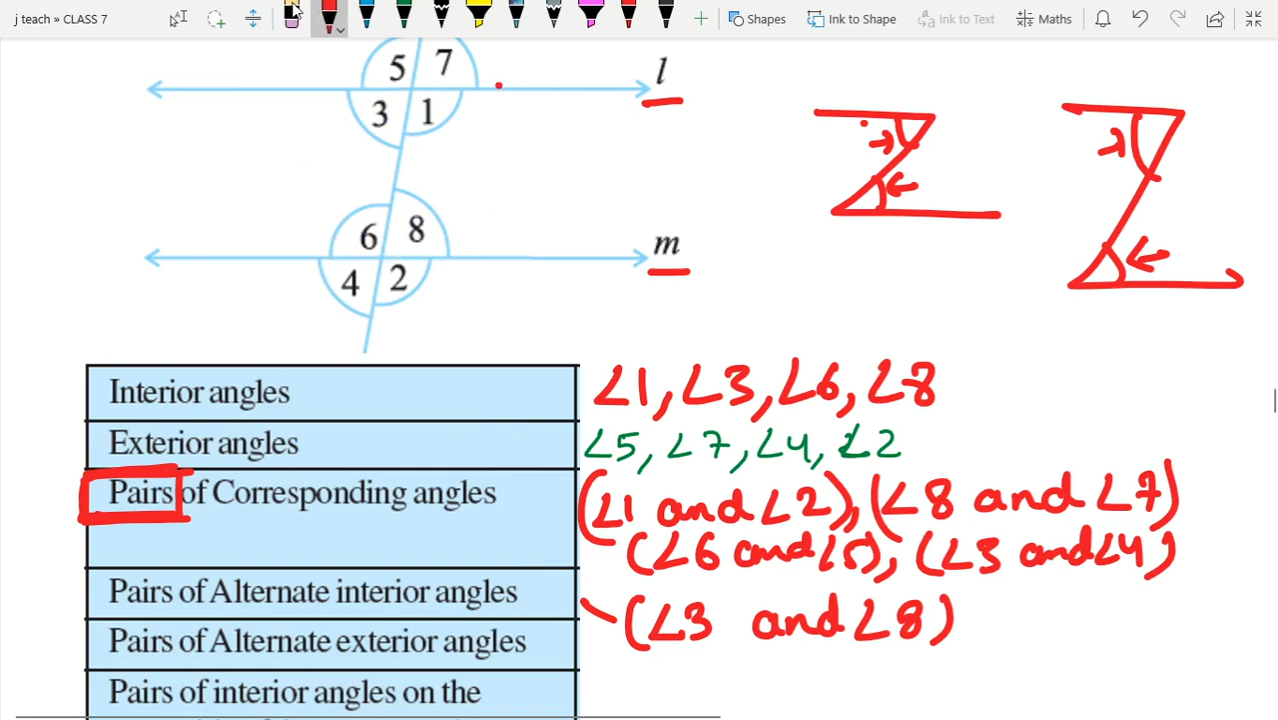 j teach » CLASS 7
Shapes
Ink to Shape
Ink to Text
Maths
5 7
l
3 1
6 8
m
4 2
Interior angles
∠1, ∠3, ∠6, ∠8
Exterior angles
∠5, ∠7, ∠4, ∠2
Pairs of Corresponding angles
(∠1 and ∠2), (∠8 and ∠7)
(∠6 and ∠5), (∠3 and ∠4)
Pairs of Alternate interior angles
(∠3 and ∠8)
Pairs of Alternate exterior angles
Pairs of interior angles on the